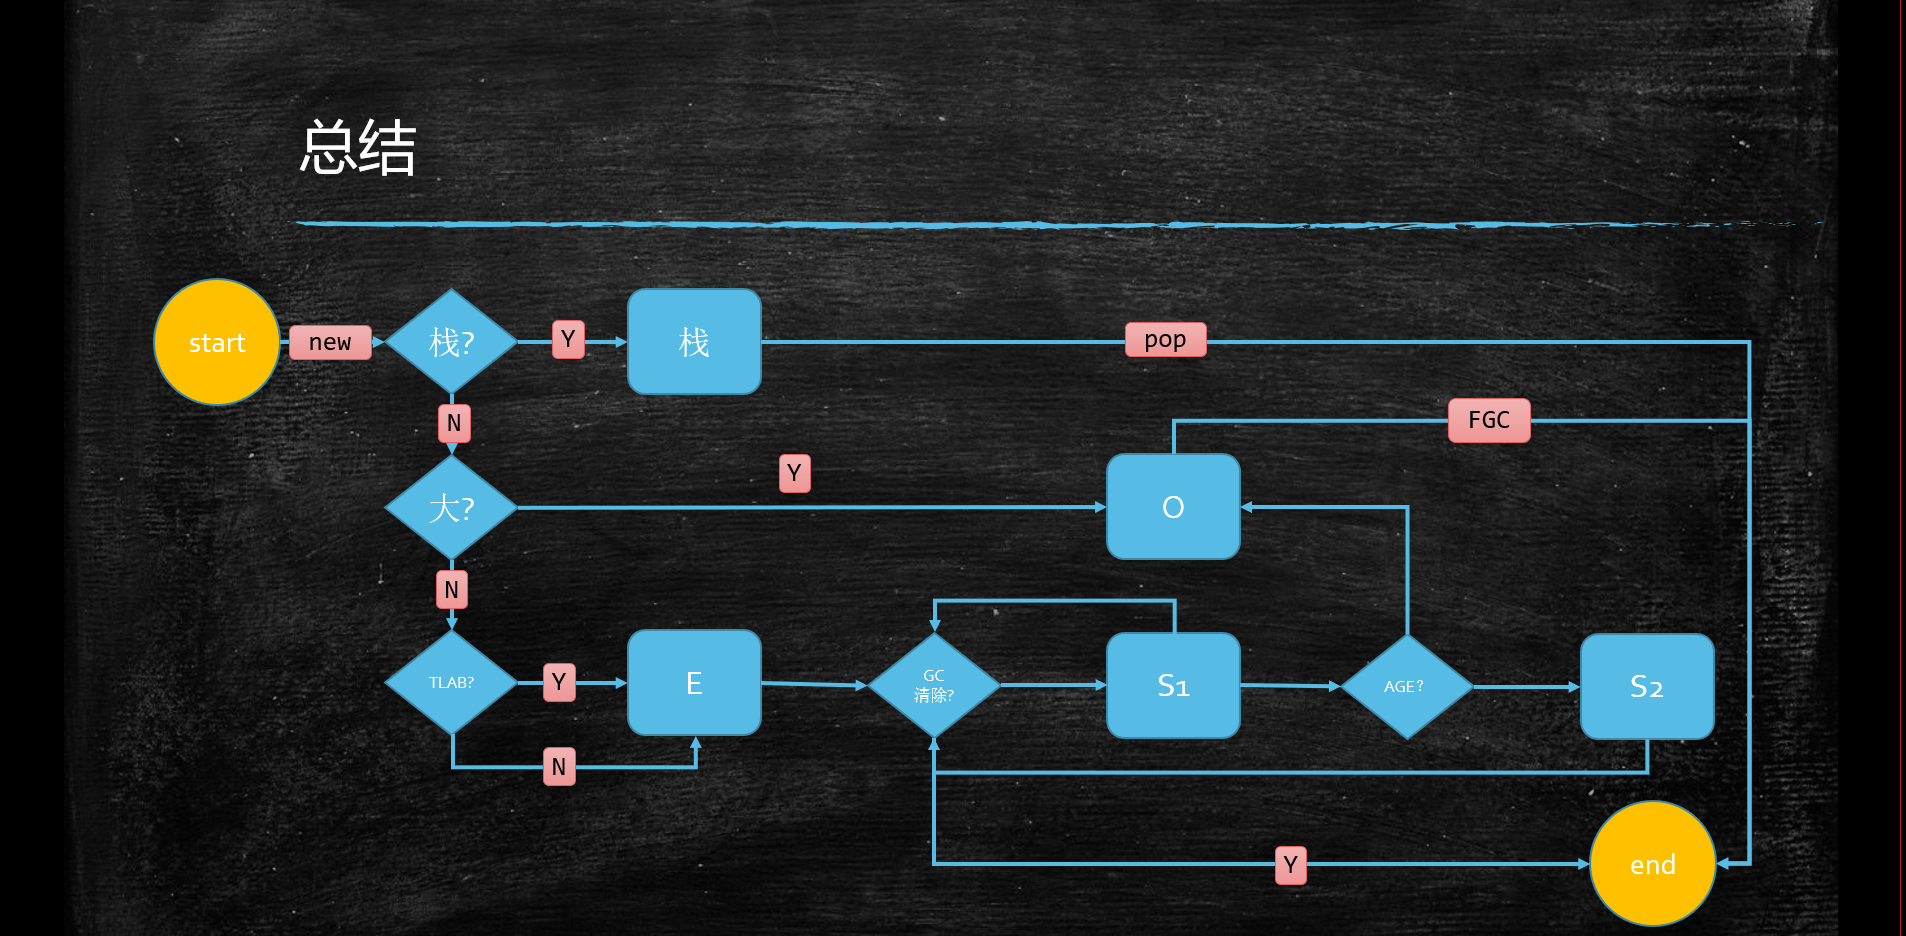 总结
start
new
栈?
Y
栈
pop
N
FGC
大?
Y
O
N
TLAB?
Y
E
GC
清除?
S1
AGE?
S2
N
Y
end